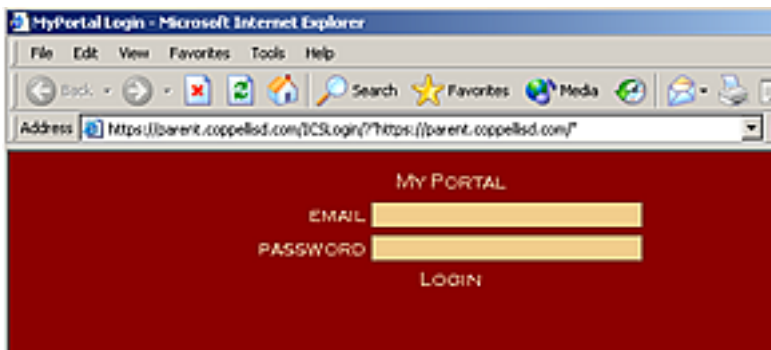 MyPortal Login - Microsoft Internet Explorer
File Edit View Favorites Tools Help
Back Search Favorites Media
Address https://parent.coppellisd.com/ICSLogin/?"https://parent.coppellisd.com/"
My Portal
EMAIL
PASSWORD
Login